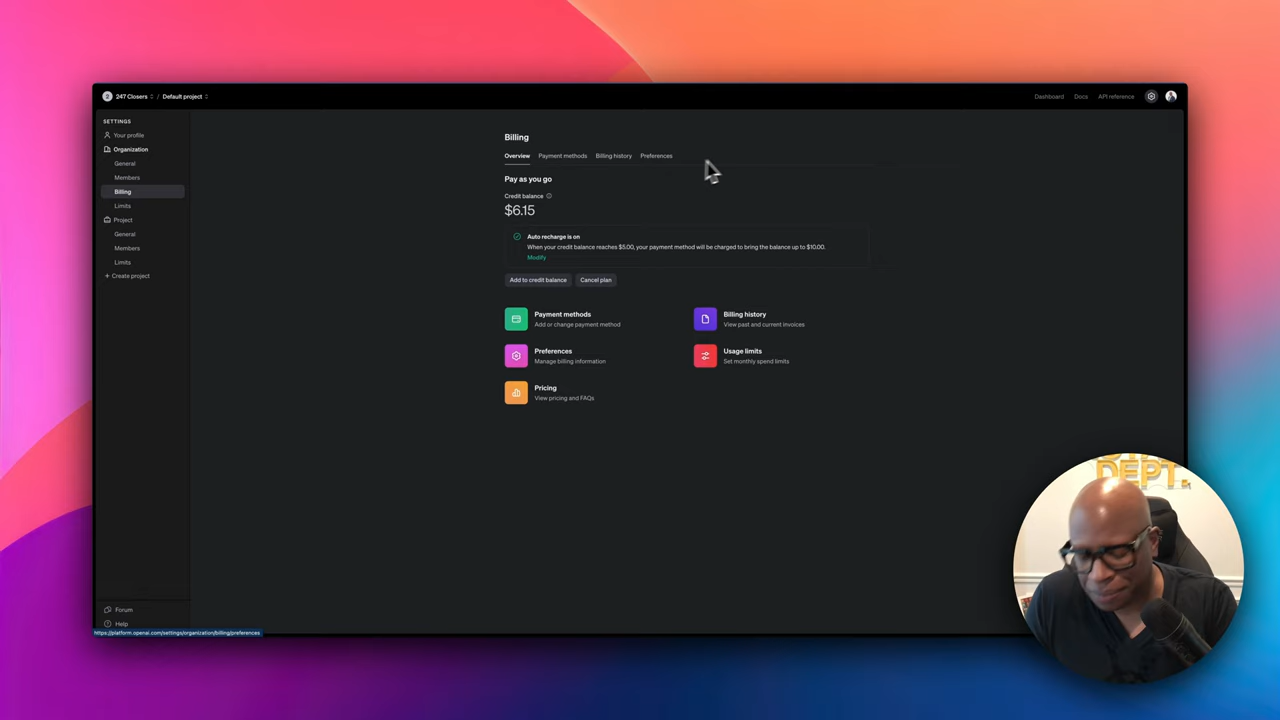 2 247 Closers / Default project
Dashboard Docs API reference
SETTINGS
Your profile
Organization
General
Members
Billing
Limits
Project
General
Members
Limits
+ Create project
Forum
Help
https://platform.openai.com/settings/organization/billing/preferences
Billing
Overview Payment methods Billing history Preferences
Pay as you go
Credit balance
$6.15
Auto recharge is on
When your credit balance reaches $5.00, your payment method will be charged to bring the balance up to $10.00.
Modify
Add to credit balance Cancel plan
Payment methods
Add or change payment method
Billing history
View past and current invoices
Preferences
Manage billing information
Usage limits
Set monthly spend limits
Pricing
View pricing and FAQs
DEPT.